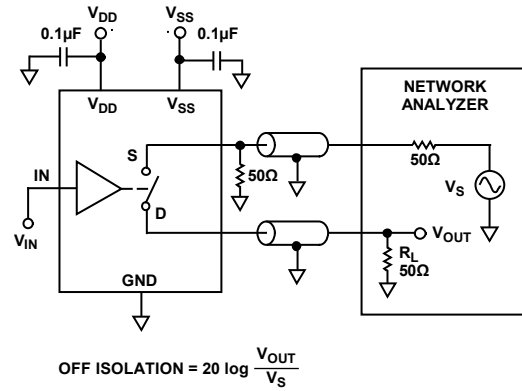 V_DD V_SS
0.1µF 0.1µF
V_DD V_SS
NETWORK
ANALYZER
IN S
50Ω 50Ω
V_S
D
V_IN
V_OUT
R_L
50Ω
GND
OFF ISOLATION = 20 log V_OUT / V_S